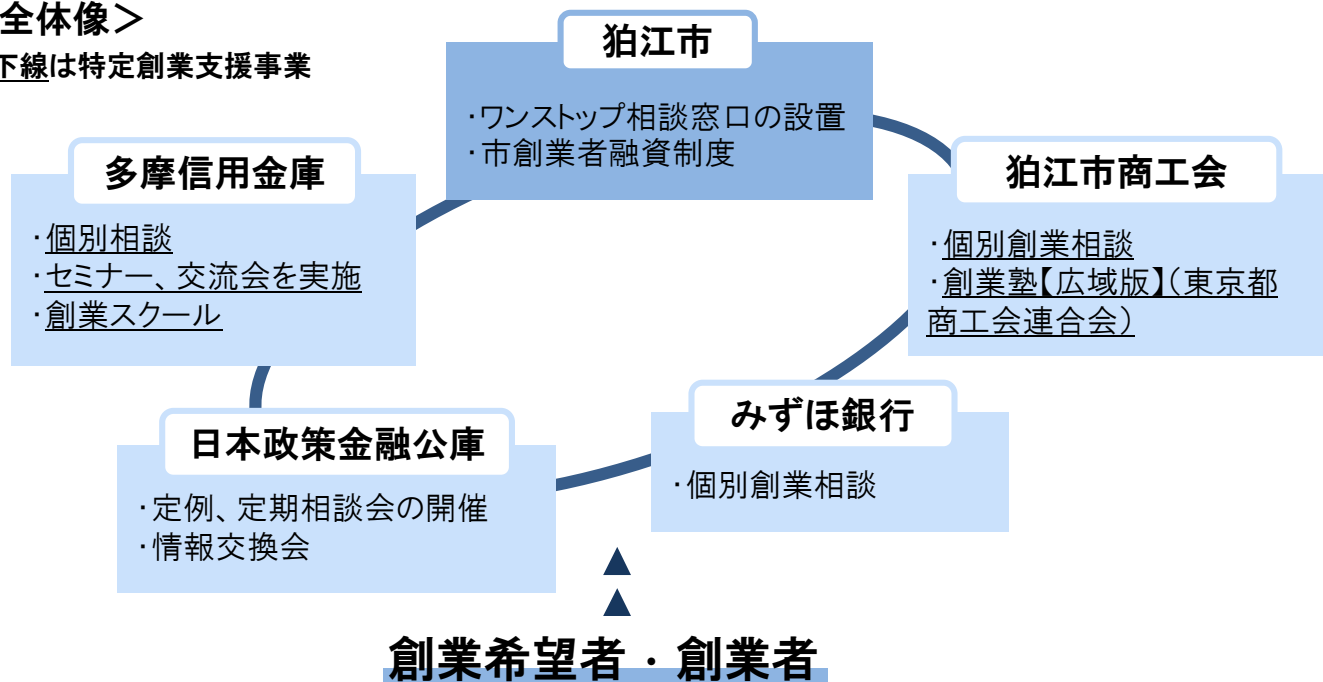 全体像＞
下線は特定創業支援事業
狛江市
・ワンストップ相談窓口の設置
・市創業者融資制度
多摩信用金庫
・個別相談
・セミナー、交流会を実施
・創業スクール
狛江市商工会
・個別創業相談
・創業塾【広域版】（東京都
商工会連合会）
日本政策金融公庫
・定例、定期相談会の開催
・情報交換会
みずほ銀行
・個別創業相談
▲
▲
創業希望者・創業者